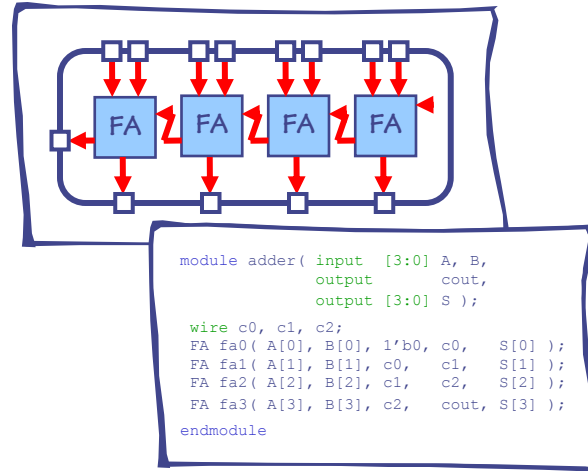 FA FA FA FA
module adder( input [3:0] A, B,
output cout,
output [3:0] S );
wire c0, c1, c2;
FA fa0( A[0], B[0], 1’b0, c0, S[0] );
FA fa1( A[1], B[1], c0, c1, S[1] );
FA fa2( A[2], B[2], c1, c2, S[2] );
FA fa3( A[3], B[3], c2, cout, S[3] );
endmodule